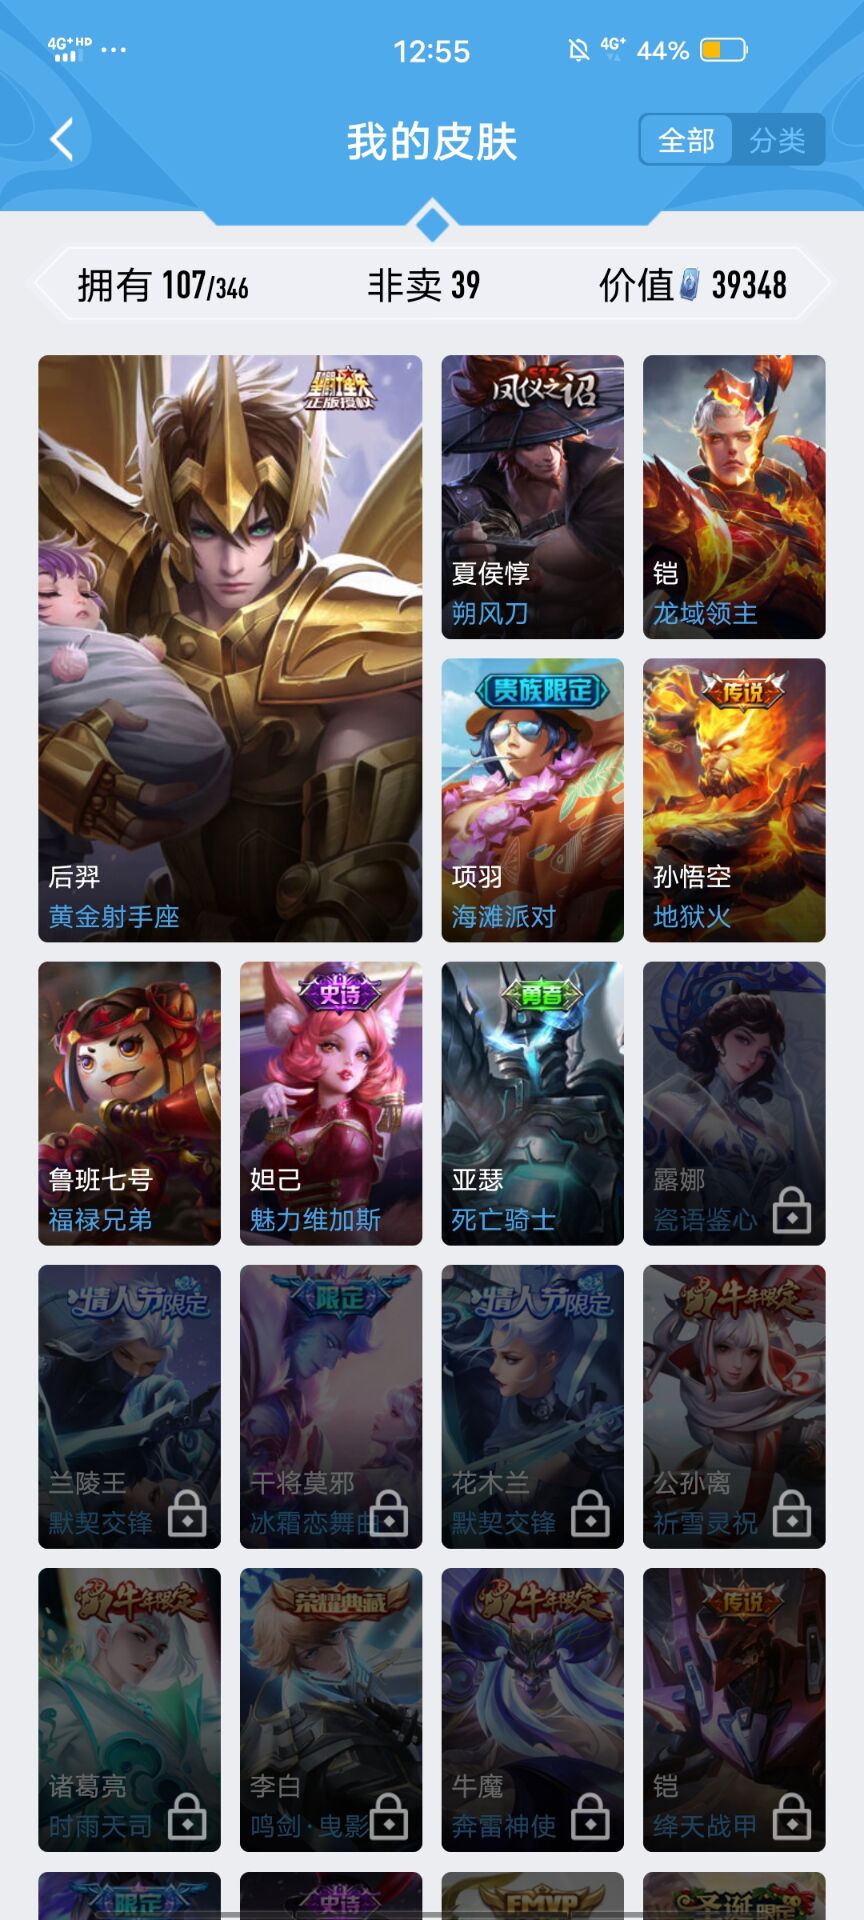 4G+ HD
12:55
4G+
44%
我的皮肤
全部
分类
拥有 107/346
非卖 39
价值 39348
圣斗士星矢
正版授权
后羿
黄金射手座
S17
凤仪之诏
夏侯惇
朔风刀
铠
龙域领主
贵族限定
项羽
海滩派对
传说
孙悟空
地狱火
鲁班七号
福禄兄弟
史诗
妲己
魅力维加斯
勇者
亚瑟
死亡骑士
露娜
瓷语鉴心
情人节限定
兰陵王
默契交锋
限定
干将莫邪
冰霜恋舞曲
情人节限定
花木兰
默契交锋
牛年限定
公孙离
祈雪灵祝
牛年限定
诸葛亮
时雨天司
荣耀典藏
李白
鸣剑·曳影
牛年限定
牛魔
奔雷神使
传说
铠
绛天战甲
限定
史诗
FMVP
圣诞限定